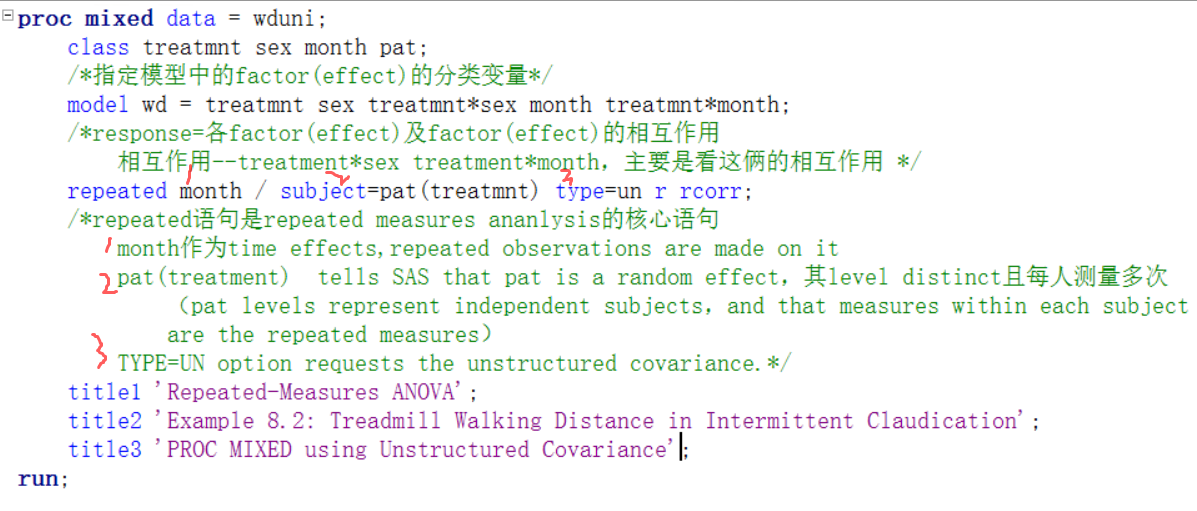 proc mixed data = wduni;
class treatmnt sex month pat;
/*指定模型中的factor(effect)的分类变量*/
model wd = treatmnt sex treatmnt*sex month treatmnt*month;
/*response=各factor(effect)及factor(effect)的相互作用
相互作用--treatment*sex treatment*month，主要是看这俩的相互作用 */
1 2 3
repeated month / subject=pat(treatmnt) type=un r rcorr;
/*repeated语句是repeated measures ananlysis的核心语句
1 month作为time effects,repeated observations are made on it
2 pat(treatment) tells SAS that pat is a random effect，其level distinct且每人测量多次
（pat levels represent independent subjects，and that measures within each subject
are the repeated measures）
3 TYPE=UN option requests the unstructured covariance.*/
title1 'Repeated-Measures ANOVA';
title2 'Example 8.2: Treadmill Walking Distance in Intermittent Claudication';
title3 'PROC MIXED using Unstructured Covariance';
run;